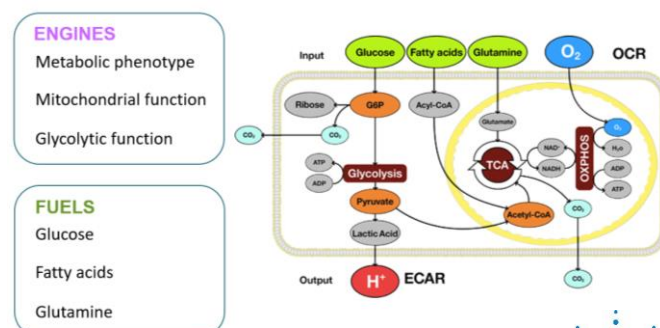 ENGINES
Metabolic phenotype
Mitochondrial function
Glycolytic function
FUELS
Glucose
Fatty acids
Glutamine
Input
Glucose
Fatty acids
Glutamine
O₂
OCR
Ribose
G6P
Acyl-CoA
CO₂
CO₂
Glutamate
O₂
NAD⁺
H₂o
ATP
ADP
Glycolysis
TCA
NADH
OXPHOS
ADP
ATP
Pyruvate
Acetyl-CoA
CO₂
Lactic Acid
Output
H⁺
ECAR
CO₂